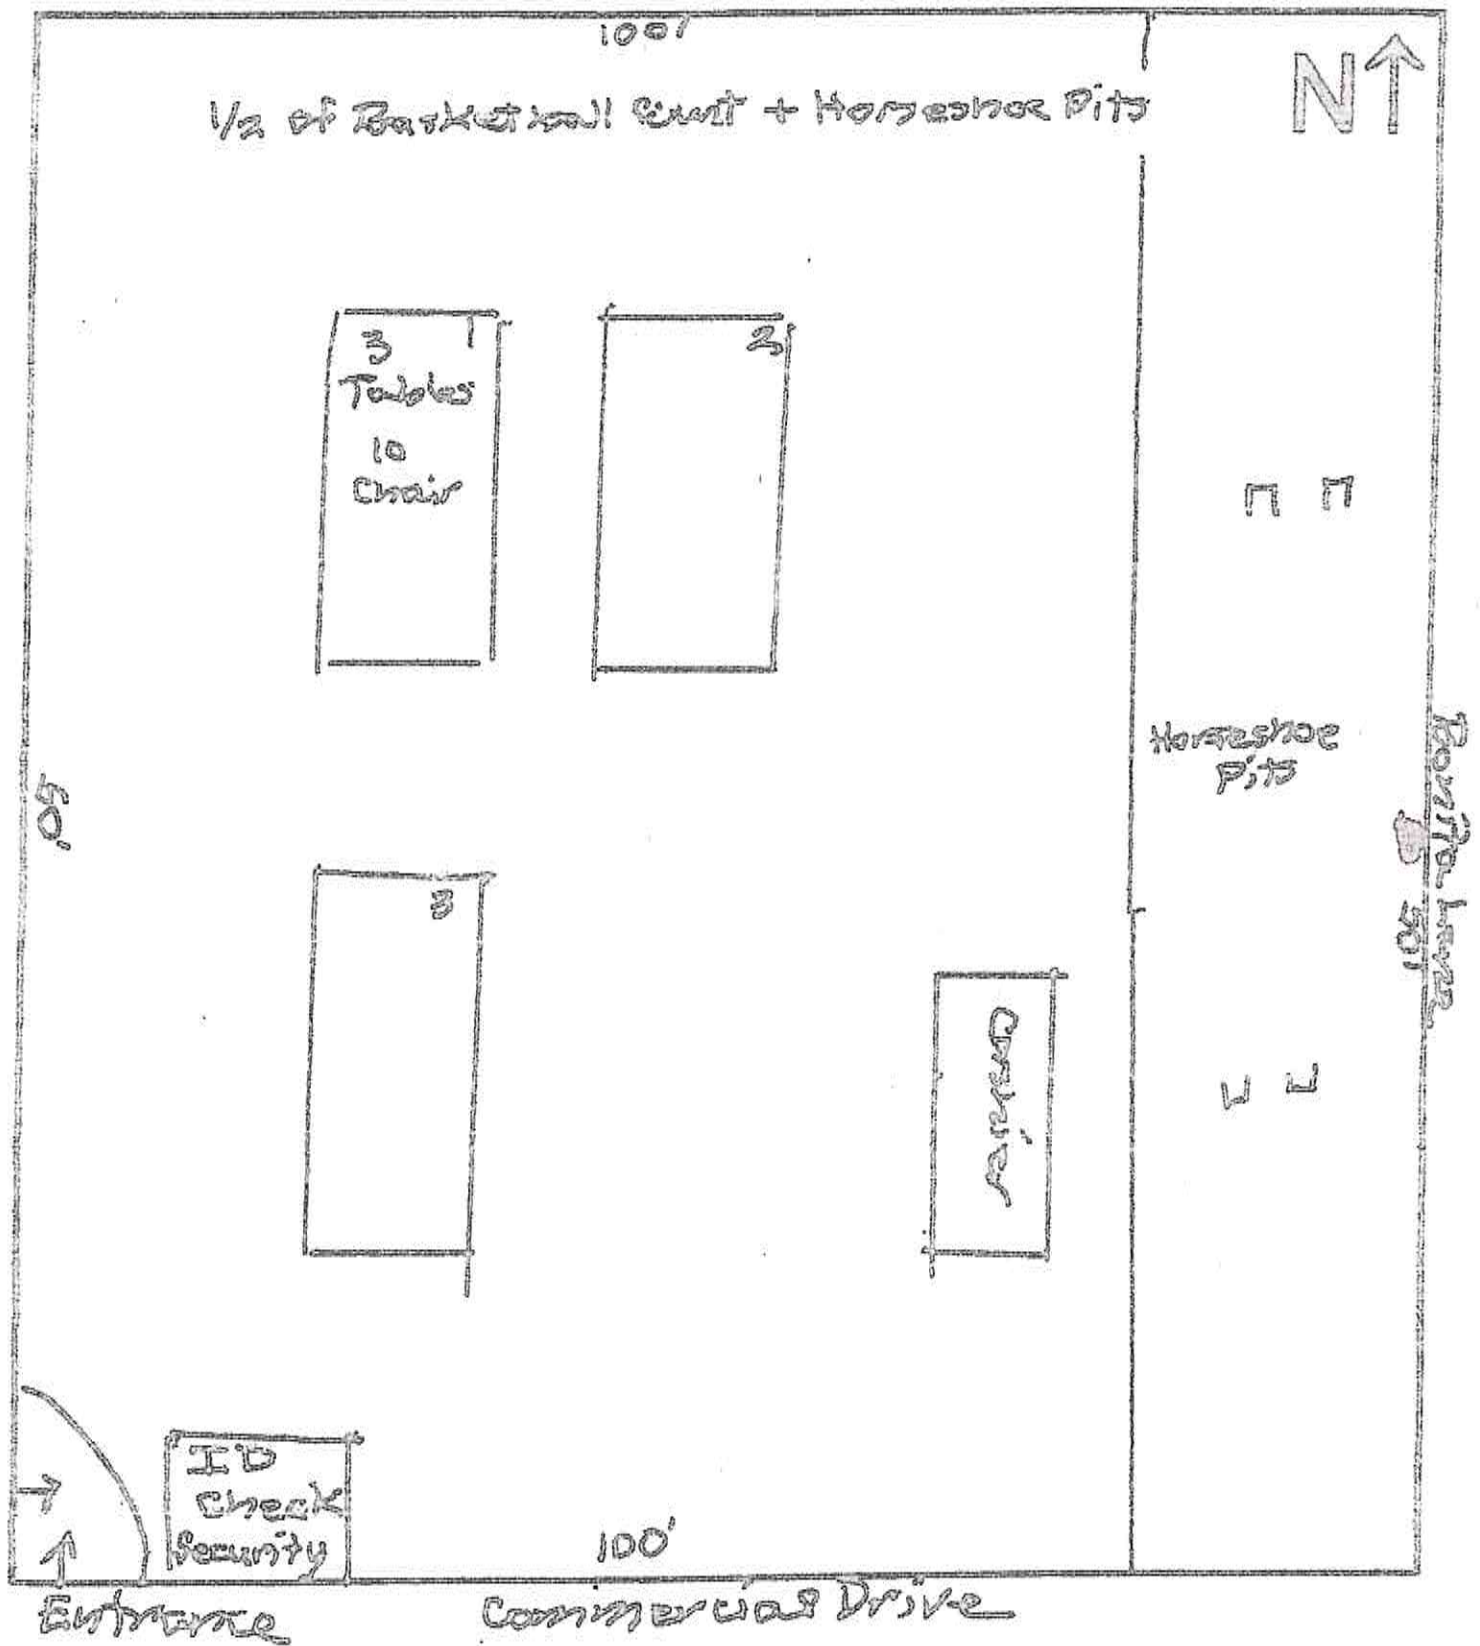 100'
N
1/2 of Basketball Court + Horseshoe Pits
3
1
Tables
10
Chair
2
Horseshoe
Pits
Bonita Lane
50'
50'
3
Cashier
ID
Check
Security
100'
Entrance
Commercial Drive